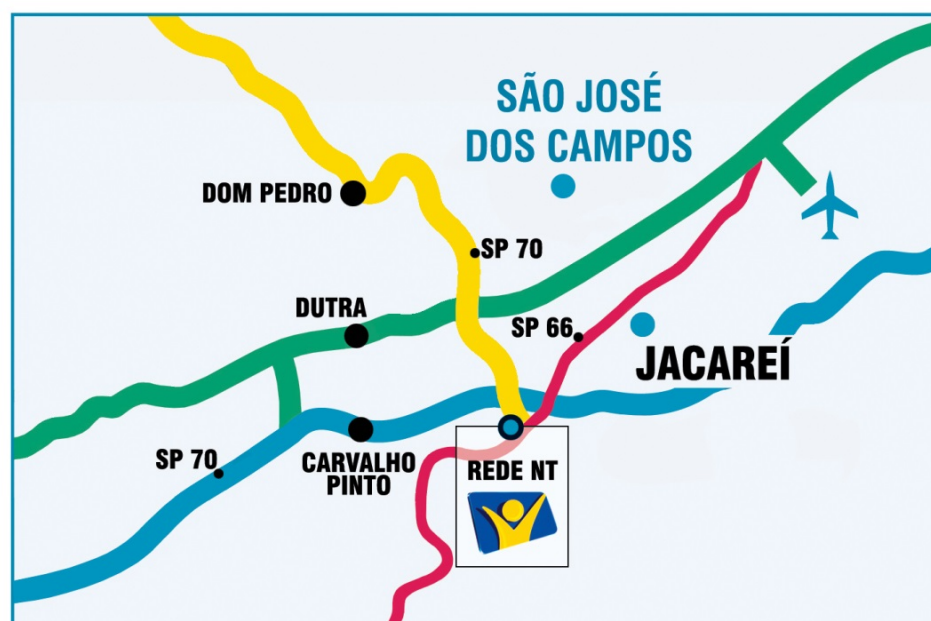 SÃO JOSÉ
DOS CAMPOS
DOM PEDRO
SP 70
DUTRA
SP 66
JACAREÍ
SP 70
CARVALHO
PINTO
REDE NT